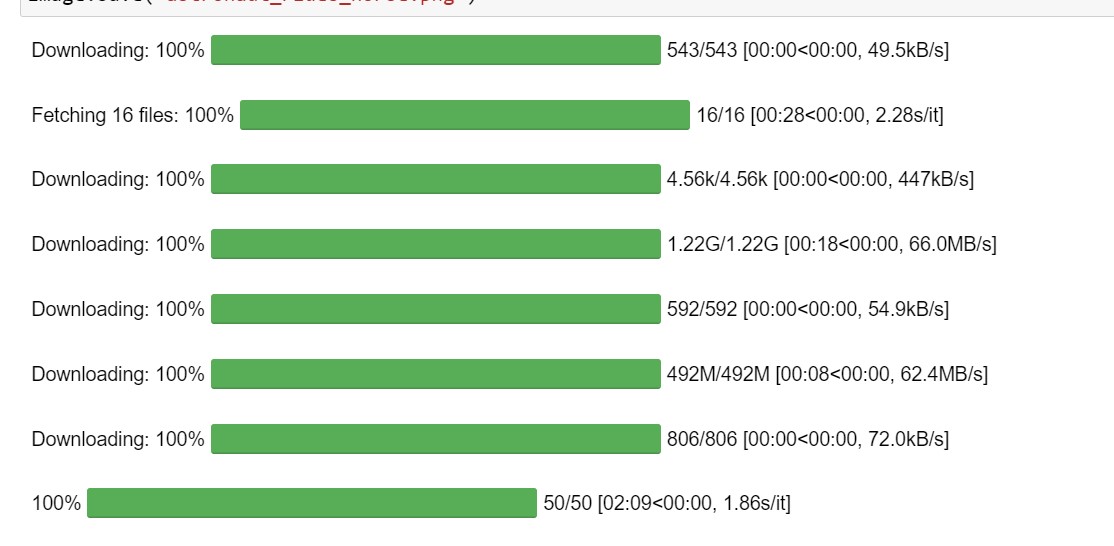 Downloading: 100% 543/543 [00:00<00:00, 49.5kB/s]
Fetching 16 files: 100% 16/16 [00:28<00:00, 2.28s/it]
Downloading: 100% 4.56k/4.56k [00:00<00:00, 447kB/s]
Downloading: 100% 1.22G/1.22G [00:18<00:00, 66.0MB/s]
Downloading: 100% 592/592 [00:00<00:00, 54.9kB/s]
Downloading: 100% 492M/492M [00:08<00:00, 62.4MB/s]
Downloading: 100% 806/806 [00:00<00:00, 72.0kB/s]
100% 50/50 [02:09<00:00, 1.86s/it]